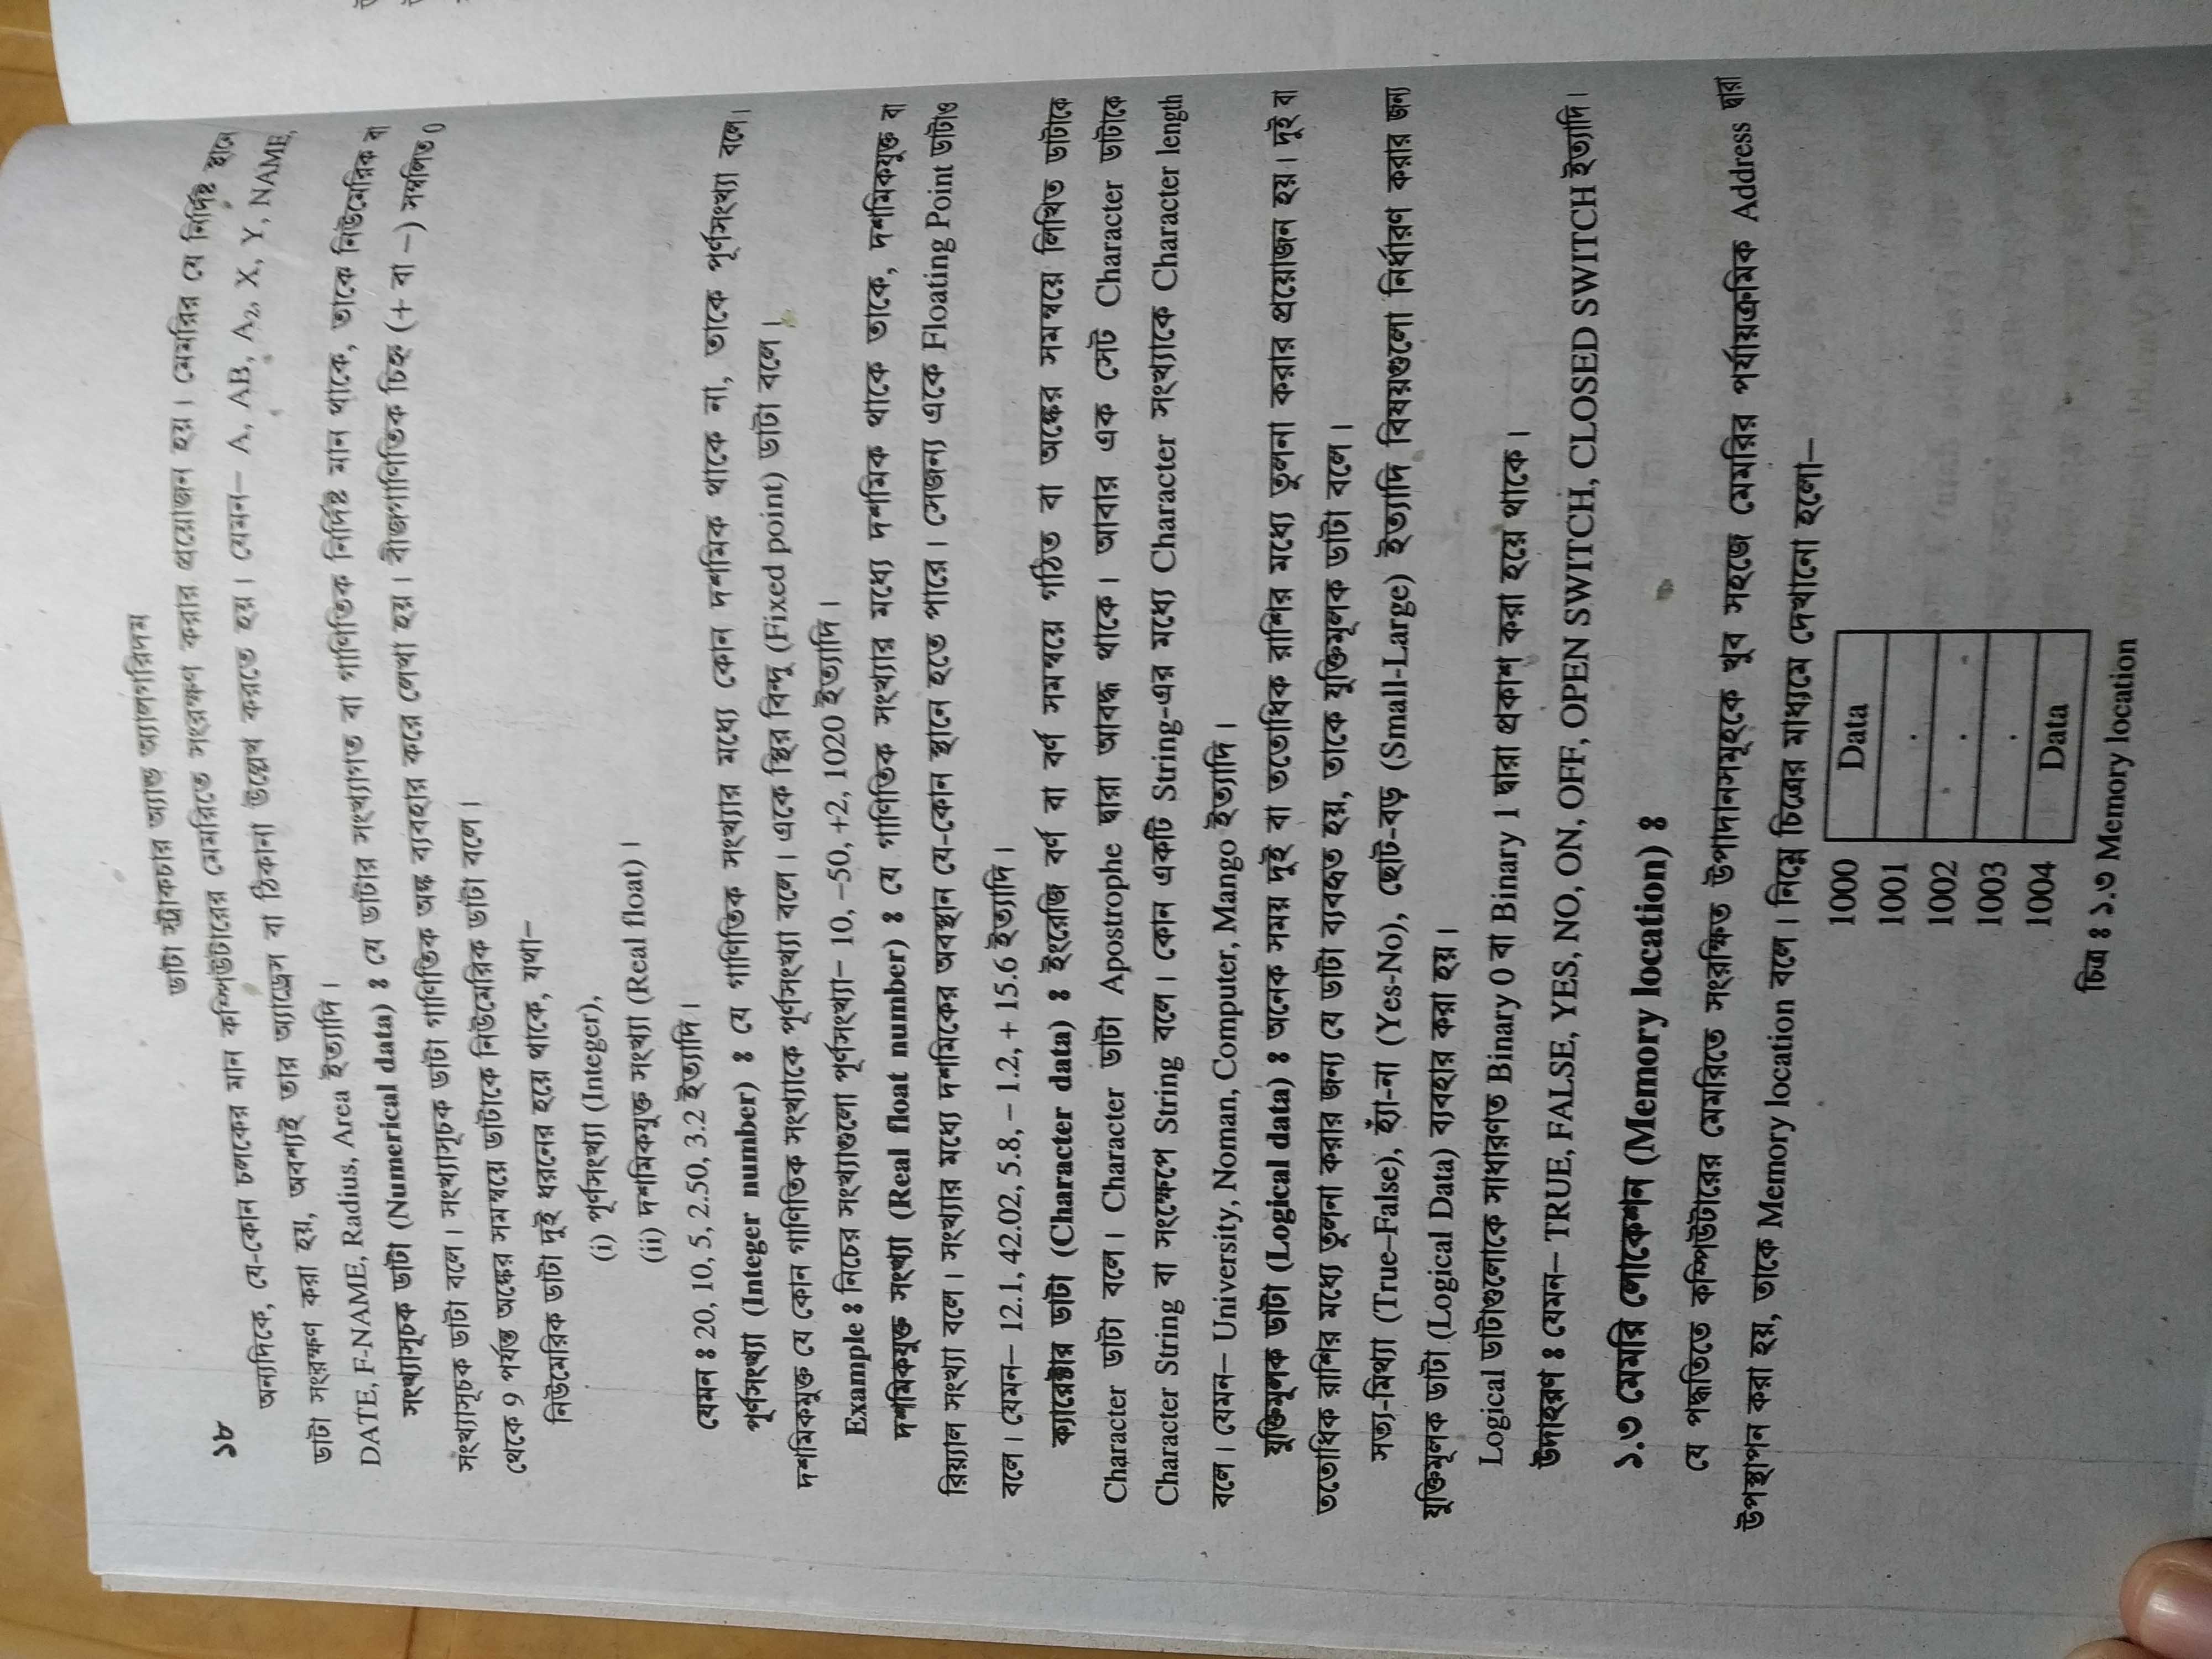 ১৮
ডাটা স্ট্রাকচার অ্যান্ড অ্যালগরিদম
অন্যদিকে, যে-কোন চলকের মান কম্পিউটারের মেমরিতে সংরক্ষণ করার প্রয়োজন হয়। মেমরির যে নির্দিষ্ট স্থানে
ডাটা সংরক্ষণ করা হয়, অবশ্যই তার অ্যাড্রেস বা ঠিকানা উল্লেখ করতে হয়। যেমন– A, AB, A₂, X, Y, NAME,
DATE, F-NAME, Radius, Area ইত্যাদি।
সংখ্যাসূচক ডাটা (Numerical data) ঃ যে ডাটার সংখ্যাগত বা গাণিতিক নির্দিষ্ট মান থাকে, তাকে নিউমেরিক বা
সংখ্যাসূচক ডাটা বলে। সংখ্যাসূচক ডাটা গাণিতিক অঙ্ক ব্যবহার করে লেখা হয়। বীজগাণিতিক চিহ্ন (+ বা –) সম্বলিত 0
থেকে 9 পর্যন্ত অঙ্কের সমন্বয়ে ডাটাকে নিউমেরিক ডাটা বলে।
নিউমেরিক ডাটা দুই ধরনের হয়ে থাকে, যথা–
(i) পূর্ণসংখ্যা (Integer),
(ii) দশমিকযুক্ত সংখ্যা (Real float)।
যেমন ঃ 20, 10, 5, 2.50, 3.2 ইত্যাদি।
পূর্ণসংখ্যা (Integer number) ঃ যে গাণিতিক সংখ্যার মধ্যে কোন দশমিক থাকে না, তাকে পূর্ণসংখ্যা বলে।
দশমিকমুক্ত যে কোন গাণিতিক সংখ্যাকে পূর্ণসংখ্যা বলে। একে স্থির বিন্দু (Fixed point) ডাটা বলে।
Example ঃ নিচের সংখ্যাগুলো পূর্ণসংখ্যা– 10, –50, +2, 1020 ইত্যাদি।
দশমিকযুক্ত সংখ্যা (Real float number) ঃ যে গাণিতিক সংখ্যার মধ্যে দশমিক থাকে তাকে, দশমিকযুক্ত বা
রিয়্যাল সংখ্যা বলে। সংখ্যার মধ্যে দশমিকের অবস্থান যে-কোন স্থানে হতে পারে। সেজন্য একে Floating Point ডাটাও
বলে। যেমন– 12.1, 42.02, 5.8, – 1.2, + 15.6 ইত্যাদি।
ক্যারেক্টার ডাটা (Character data) ঃ ইংরেজি বর্ণ বা বর্ণ সমন্বয়ে গঠিত বা অঙ্কের সমন্বয়ে লিখিত ডাটাকে
Character ডাটা বলে। Character ডাটা Apostrophe দ্বারা আবদ্ধ থাকে। আবার এক সেট Character ডাটাকে
Character String বা সংক্ষেপে String বলে। কোন একটি String-এর মধ্যে Character সংখ্যাকে Character length
বলে। যেমন– University, Noman, Computer, Mango ইত্যাদি।
যুক্তিমূলক ডাটা (Logical data) ঃ অনেক সময় দুই বা ততোধিক রাশির মধ্যে তুলনা করার প্রয়োজন হয়। দুই বা
ততোধিক রাশির মধ্যে তুলনা করার জন্য যে ডাটা ব্যবহৃত হয়, তাকে যুক্তিমূলক ডাটা বলে।
সত্য-মিথ্যা (True–False), হ্যাঁ-না (Yes-No), ছোট-বড় (Small-Large) ইত্যাদি বিষয়গুলো নির্ধারণ করার জন্য
যুক্তিমূলক ডাটা (Logical Data) ব্যবহার করা হয়।
Logical ডাটাগুলোকে সাধারণত Binary 0 বা Binary 1 দ্বারা প্রকাশ করা হয়ে থাকে।
উদাহরণ ঃ যেমন– TRUE, FALSE, YES, NO, ON, OFF, OPEN SWITCH, CLOSED SWITCH ইত্যাদি।
১.৩ মেমরি লোকেশন (Memory location) ঃ
যে পদ্ধতিতে কম্পিউটারের মেমরিতে সংরক্ষিত উপাদানসমূহকে খুব সহজে মেমরির পর্যায়ক্রমিক Address দ্বারা
উপস্থাপন করা হয়, তাকে Memory location বলে। নিম্নে চিত্রের মাধ্যমে দেখানো হলো–
1000 Data
1001 .
1002 .
1003 .
1004 Data
চিত্র ঃ ১.৩ Memory location